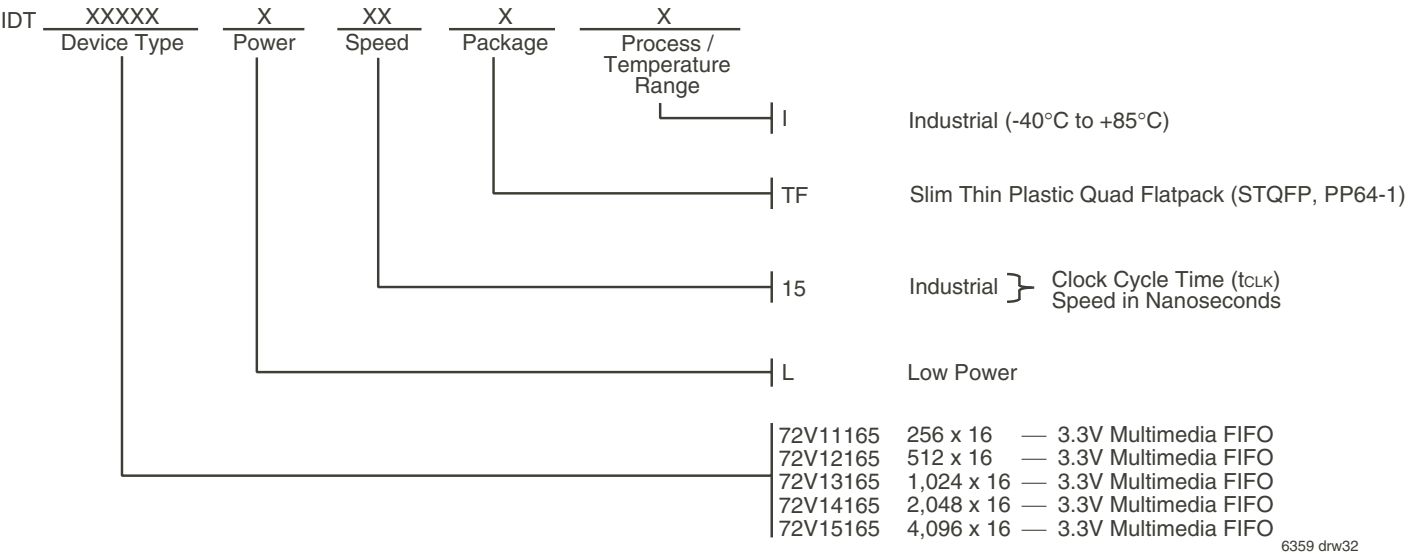 IDT XXXXX X XX X X
Device Type Power Speed Package Process /
Temperature
Range
I Industrial (-40°C to +85°C)
TF Slim Thin Plastic Quad Flatpack (STQFP, PP64-1)
15 Industrial } Clock Cycle Time (tCLK)
Speed in Nanoseconds
L Low Power
72V11165 256 x 16 — 3.3V Multimedia FIFO
72V12165 512 x 16 — 3.3V Multimedia FIFO
72V13165 1,024 x 16 — 3.3V Multimedia FIFO
72V14165 2,048 x 16 — 3.3V Multimedia FIFO
72V15165 4,096 x 16 — 3.3V Multimedia FIFO
6359 drw32